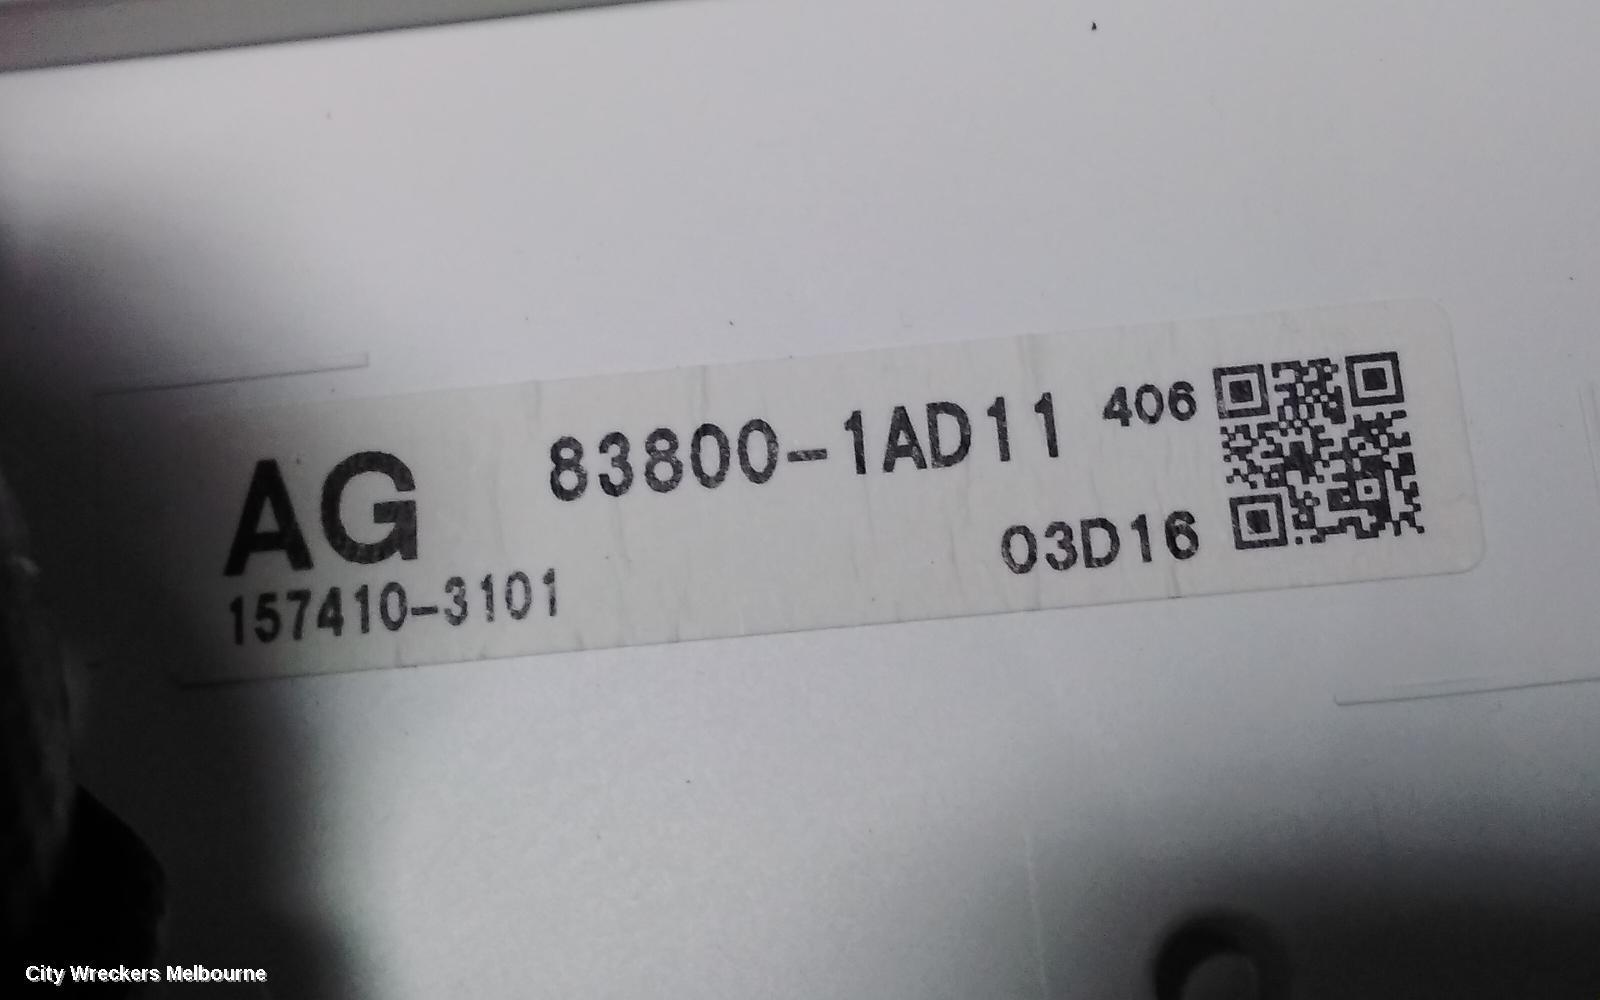 AG 83800-1AD11 406
157410-3101 03D16
City Wreckers Melbourne